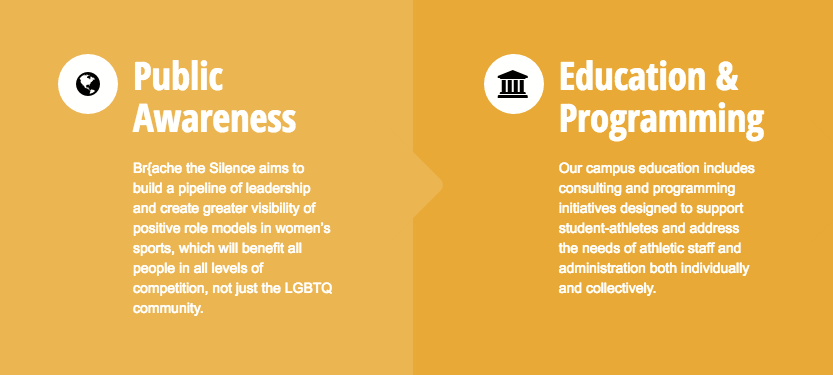 Public
Awareness
Br{ache the Silence aims to
build a pipeline of leadership
and create greater visibility of
positive role models in women's
sports, which will benefit all
people in all levels of
competition, not just the LGBTQ
community.
Education &
Programming
Our campus education includes
consulting and programming
initiatives designed to support
student-athletes and address
the needs of athletic staff and
administration both individually
and collectively.